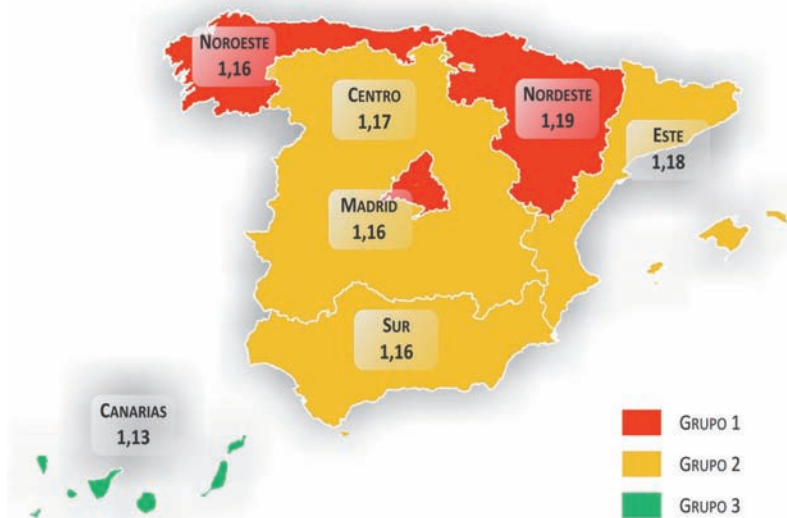 NOROESTE
1,16
CENTRO
1,17
NORDESTE
1,19
ESTE
1,18
MADRID
1,16
SUR
1,16
CANARIAS
1,13
GRUPO 1
GRUPO 2
GRUPO 3